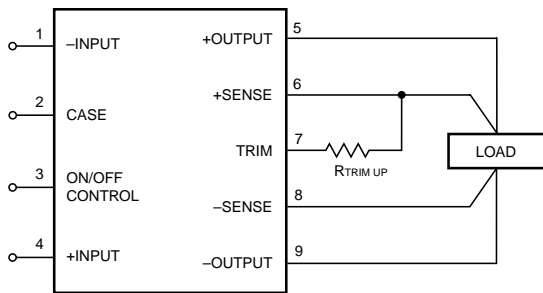 1
–INPUT
2
CASE
3
ON/OFF
CONTROL
4
+INPUT
+OUTPUT
5
+SENSE
6
TRIM
7
RTRIM UP
–SENSE
8
–OUTPUT
9
LOAD